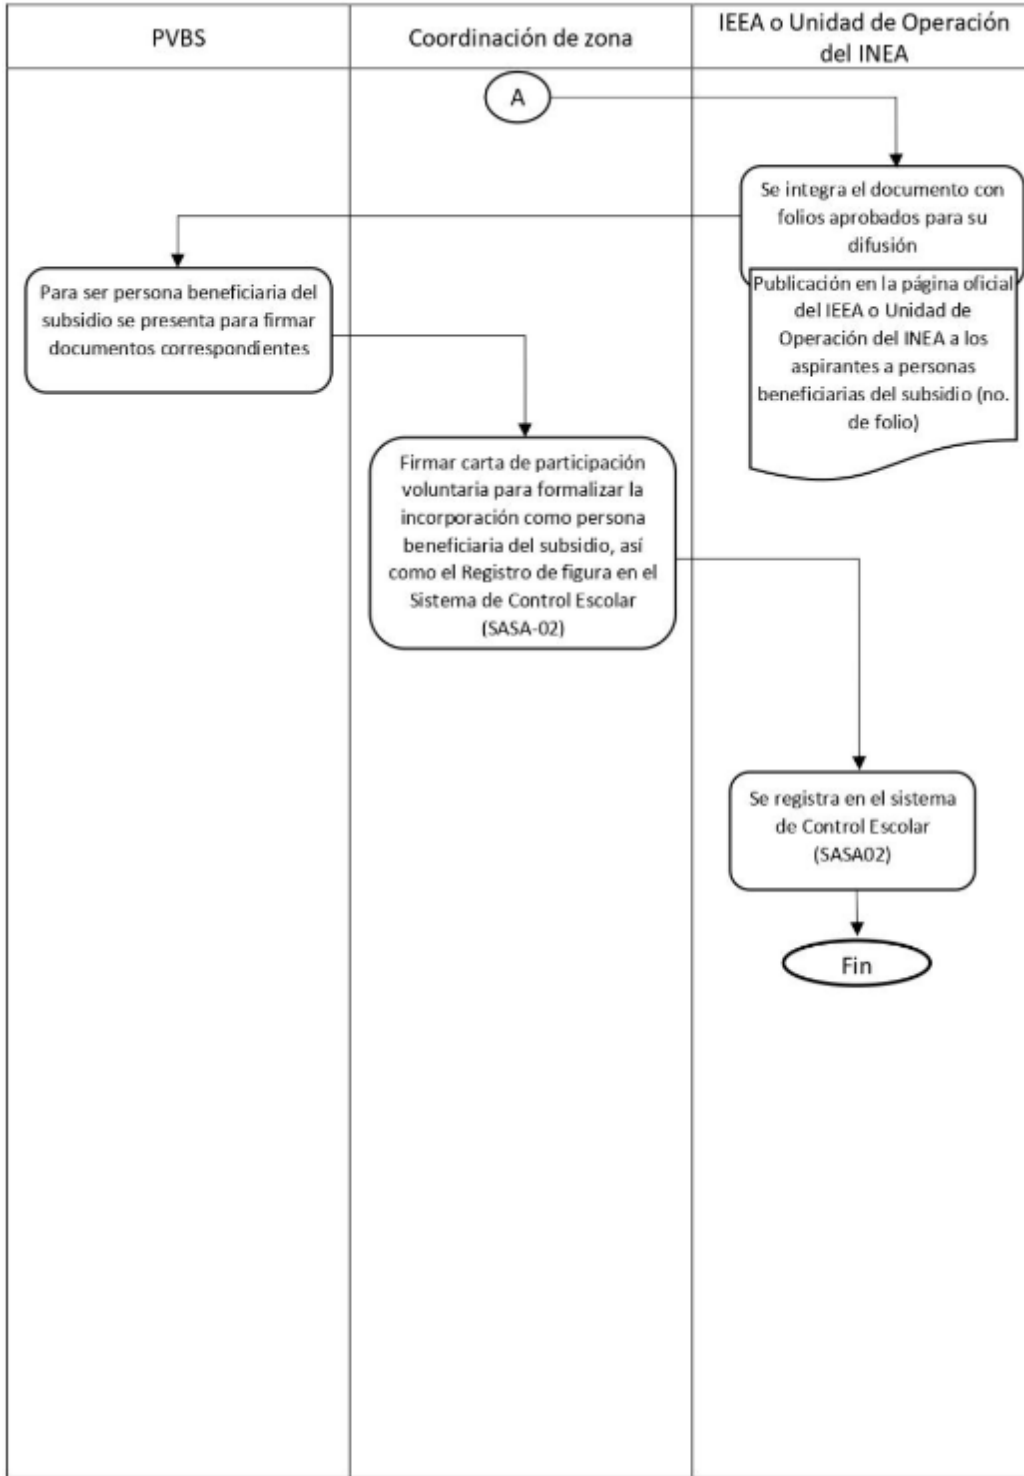 PVBS
Coordinación de zona
IEEA o Unidad de Operación
del INEA
A
Se integra el documento con
folios aprobados para su
difusión
Publicación en la página oficial
del IEEA o Unidad de
Operación del INEA a los
aspirantes a personas
beneficiarias del subsidio (no.
de folio)
Para ser persona beneficiaria del
subsidio se presenta para firmar
documentos correspondientes
Firmar carta de participación
voluntaria para formalizar la
incorporación como persona
beneficiaria del subsidio, así
como el Registro de figura en el
Sistema de Control Escolar
(SASA-02)
Se registra en el sistema
de Control Escolar
(SASA02)
Fin